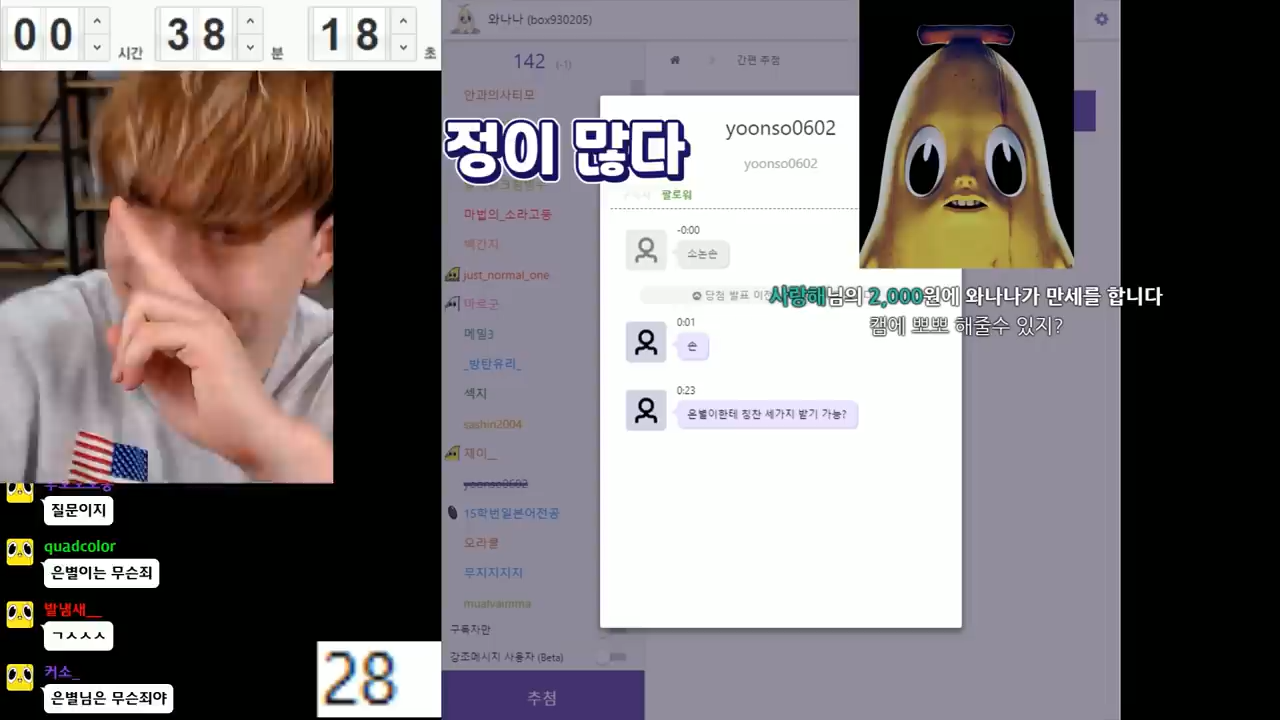 00 시간 38 분 18 초
와나나 (box930205)
142 (-1)
간편 추첨
안과의사티모
정이 많다
마법의_소라고둥
백간지
just_normal_one
마로군
메밀3
_방탄유리_
섹지
sashin2004
재이__
yoonso0602
15학번일본어전공
오라클
무지지지지
구독자만
강조메시지 사용자 (Beta)
추첨
yoonso0602
yoonso0602
팔로워
-0:00
소논손
당첨 발표 이전
0:01
손
0:23
은별이한테 칭찬 세가지 받기 가능?
사랑해님의 2,000원에 와나나가 만세를 합니다
캠에 뽀뽀 해줄수 있지?
질문이지
quadcolor
은별이는 무슨죄
발냄새__
ㄱㅅㅅㅅ
커소_
은별님은 무슨죄야
28